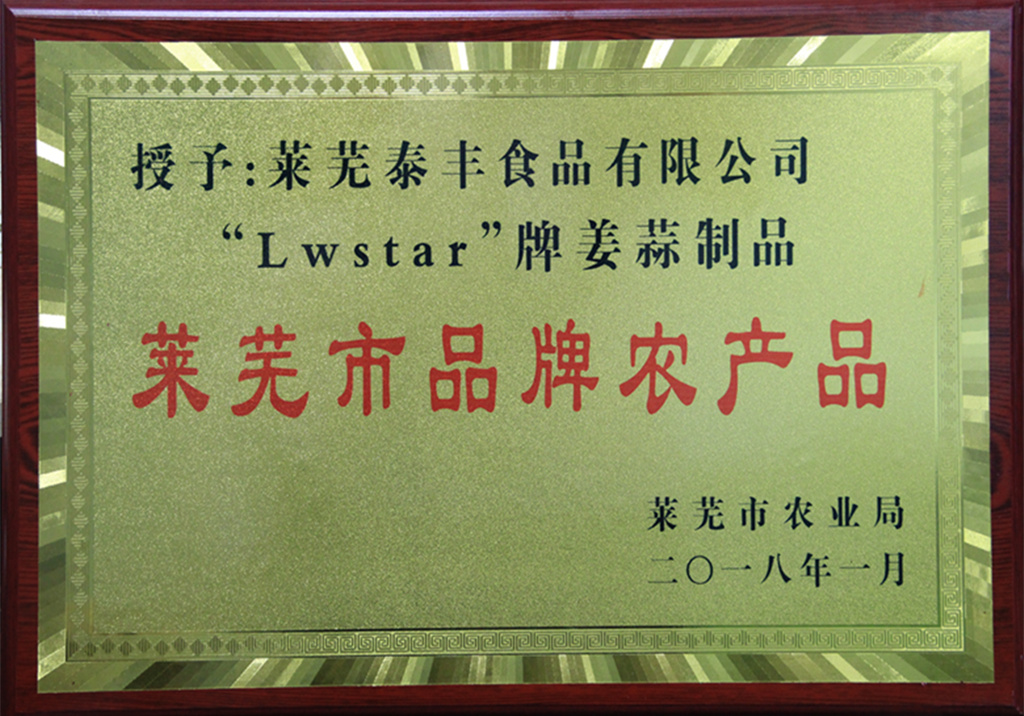 授予:莱芜泰丰食品有限公司
“Lwstar”牌姜蒜制品
莱芜市品牌农产品
莱芜市农业局
二〇一八年一月